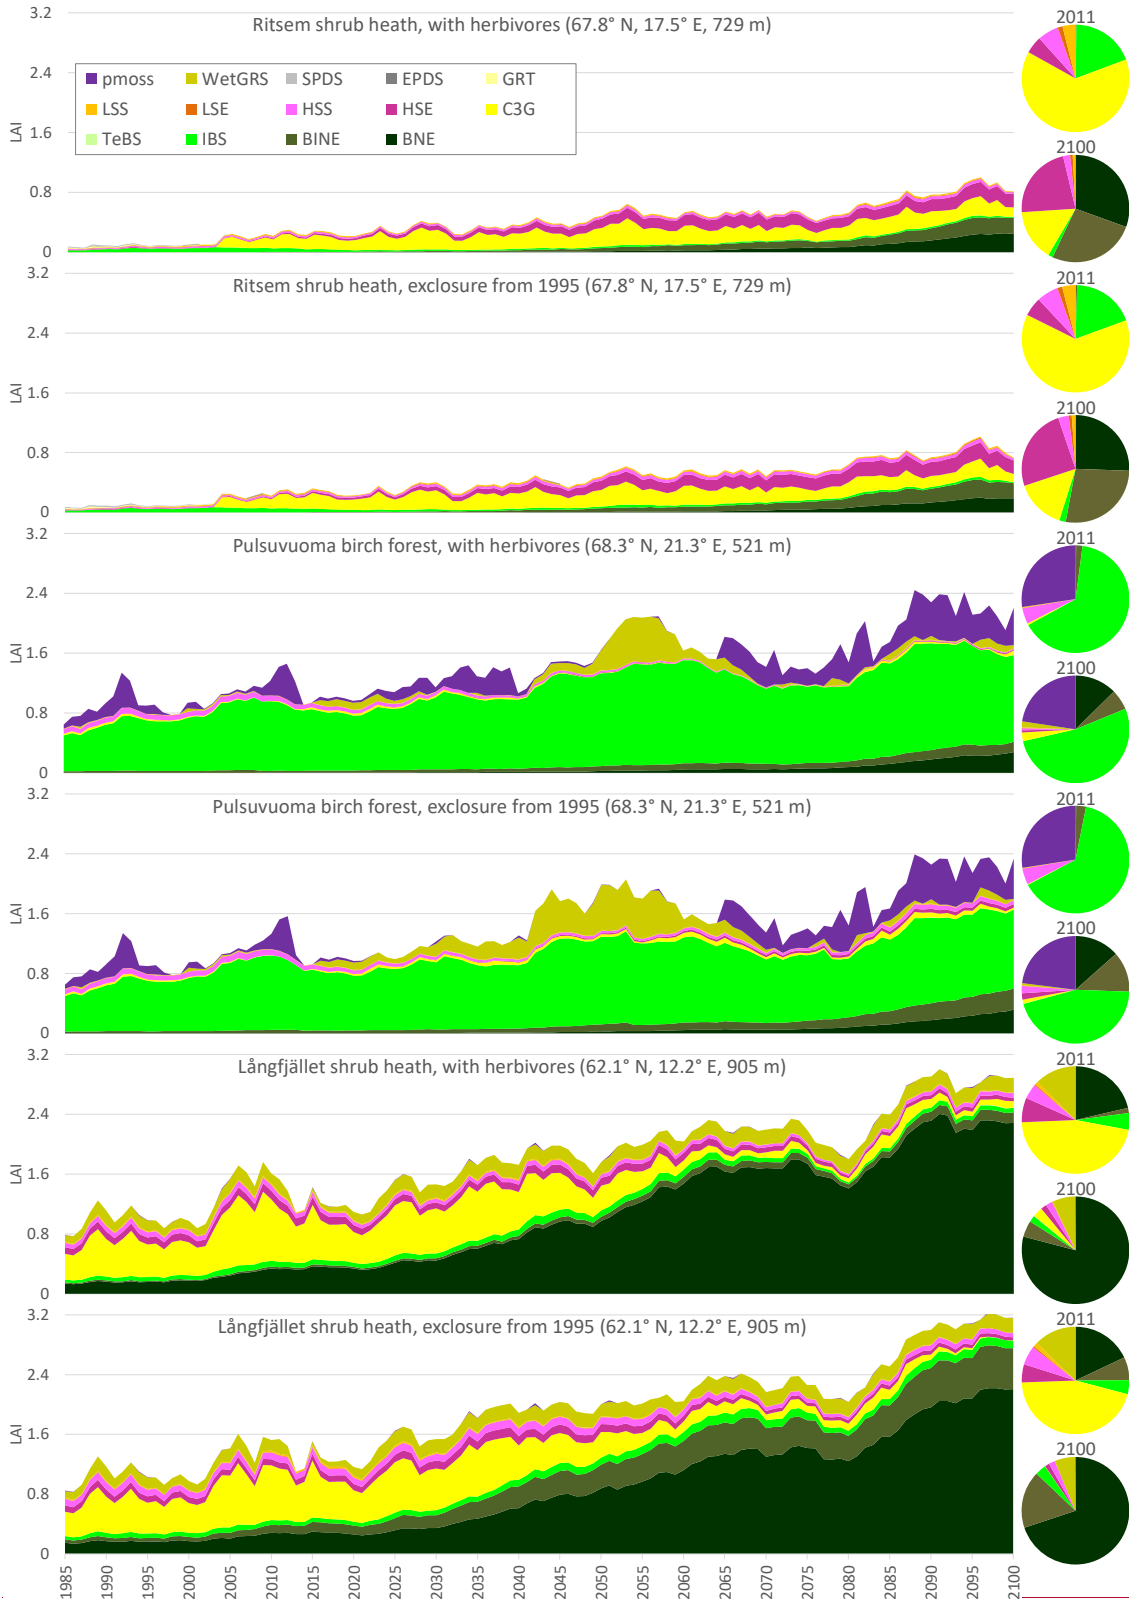 3.2
Ritsem shrub heath, with herbivores (67.8° N, 17.5° E, 729 m)
2011
2.4
pmoss WetGRS SPDS EPDS GRT
LSS LSE HSS HSE C3G
TeBS IBS BINE BNE
LAI
1.6
2100
0.8
0
3.2
Ritsem shrub heath, exclosure from 1995 (67.8° N, 17.5° E, 729 m)
2011
2.4
LAI
1.6
2100
0.8
0
3.2
Pulsuvuoma birch forest, with herbivores (68.3° N, 21.3° E, 521 m)
2011
2.4
LAI
1.6
2100
0.8
0
3.2
Pulsuvuoma birch forest, exclosure from 1995 (68.3° N, 21.3° E, 521 m)
2011
2.4
LAI
1.6
2100
0.8
0
3.2
Långfjället shrub heath, with herbivores (62.1° N, 12.2° E, 905 m)
2011
2.4
LAI
1.6
2100
0.8
0
3.2
Långfjället shrub heath, exclosure from 1995 (62.1° N, 12.2° E, 905 m)
2011
2.4
LAI
1.6
2100
0.8
0
1985 1990 1995 2000 2005 2010 2015 2020 2025 2030 2035 2040 2045 2050 2055 2060 2065 2070 2075 2080 2085 2090 2095 2100